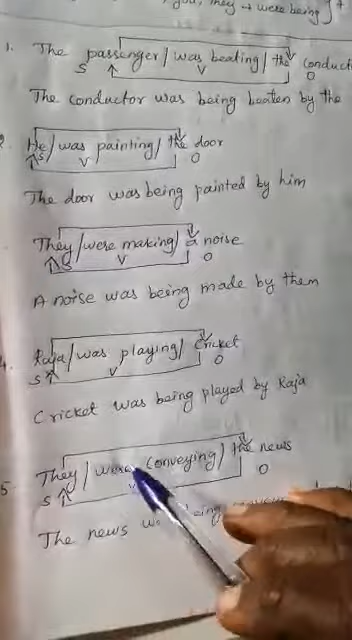 they → were being]
1. The passenger / was beating / the conduct
S V O
The conductor was being beaten by the
He / was painting / the door
S V O
The door was being painted by him
They / were making / a noise
S V O
A noise was being made by them
4. Raja / was playing / cricket
S V O
Cricket was being played by Raja
5. They / were conveying / the news
S V O
The news being